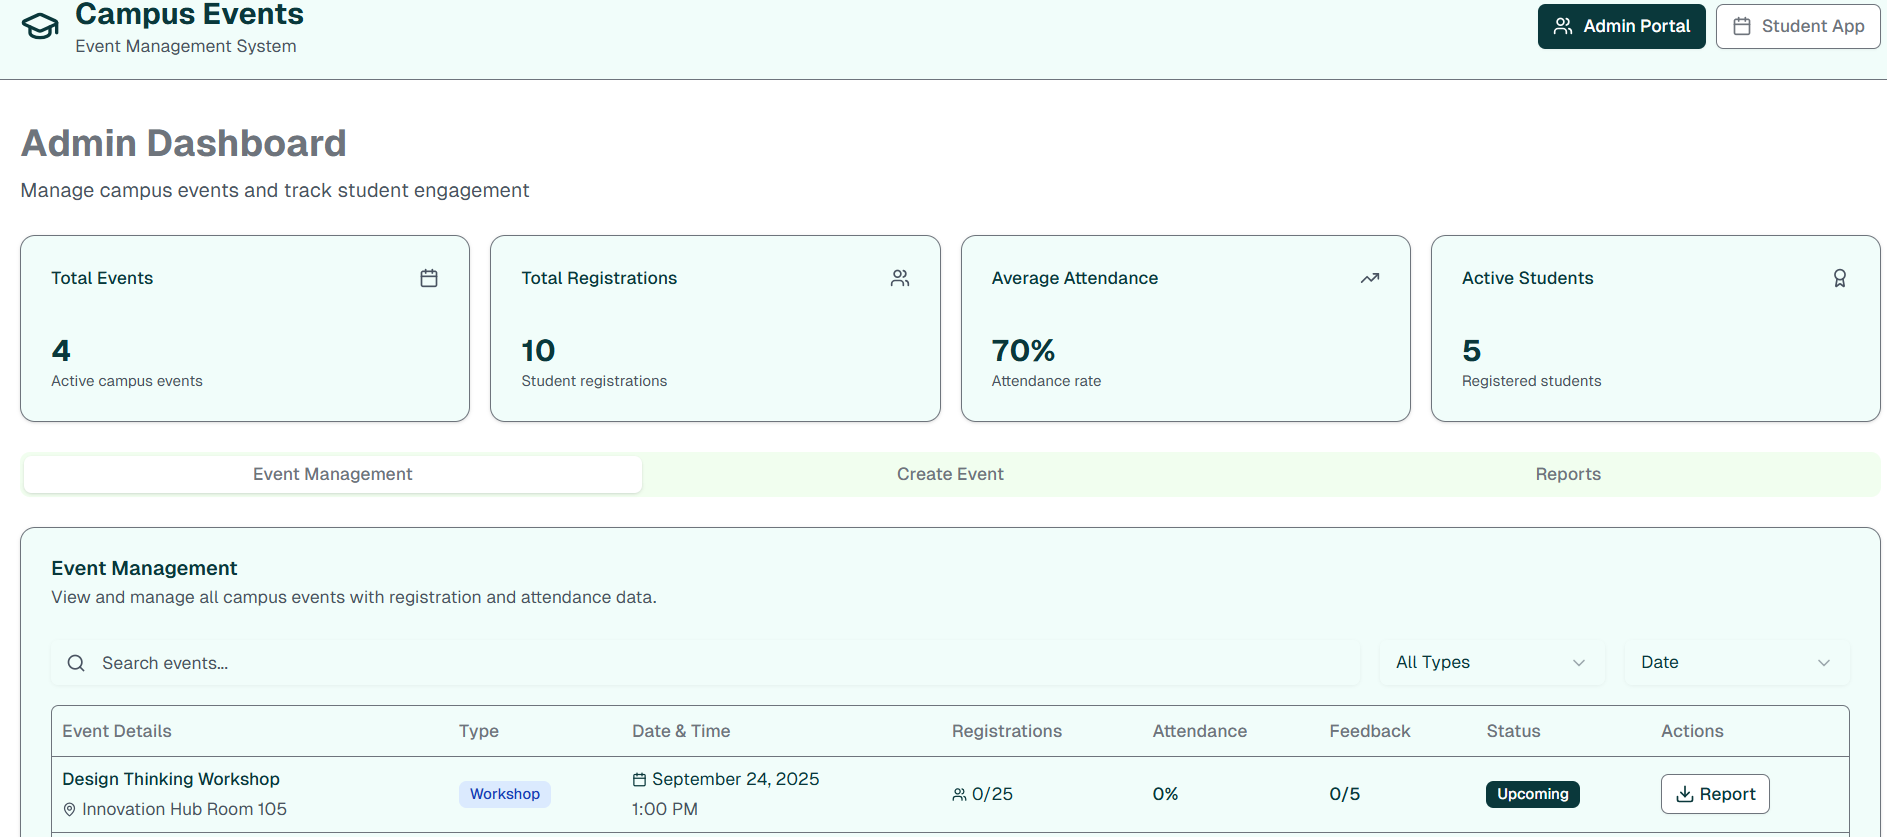 Campus Events
Event Management System
Admin Portal
Student App
Admin Dashboard
Manage campus events and track student engagement
Total Events
4
Active campus events
Total Registrations
10
Student registrations
Average Attendance
70%
Attendance rate
Active Students
5
Registered students
Event Management
Create Event
Reports
Event Management
View and manage all campus events with registration and attendance data.
Search events...
All Types
Date
Event Details
Type
Date & Time
Registrations
Attendance
Feedback
Status
Actions
Design Thinking Workshop
Innovation Hub Room 105
Workshop
September 24, 2025
1:00 PM
0/25
0%
0/5
Upcoming
Report